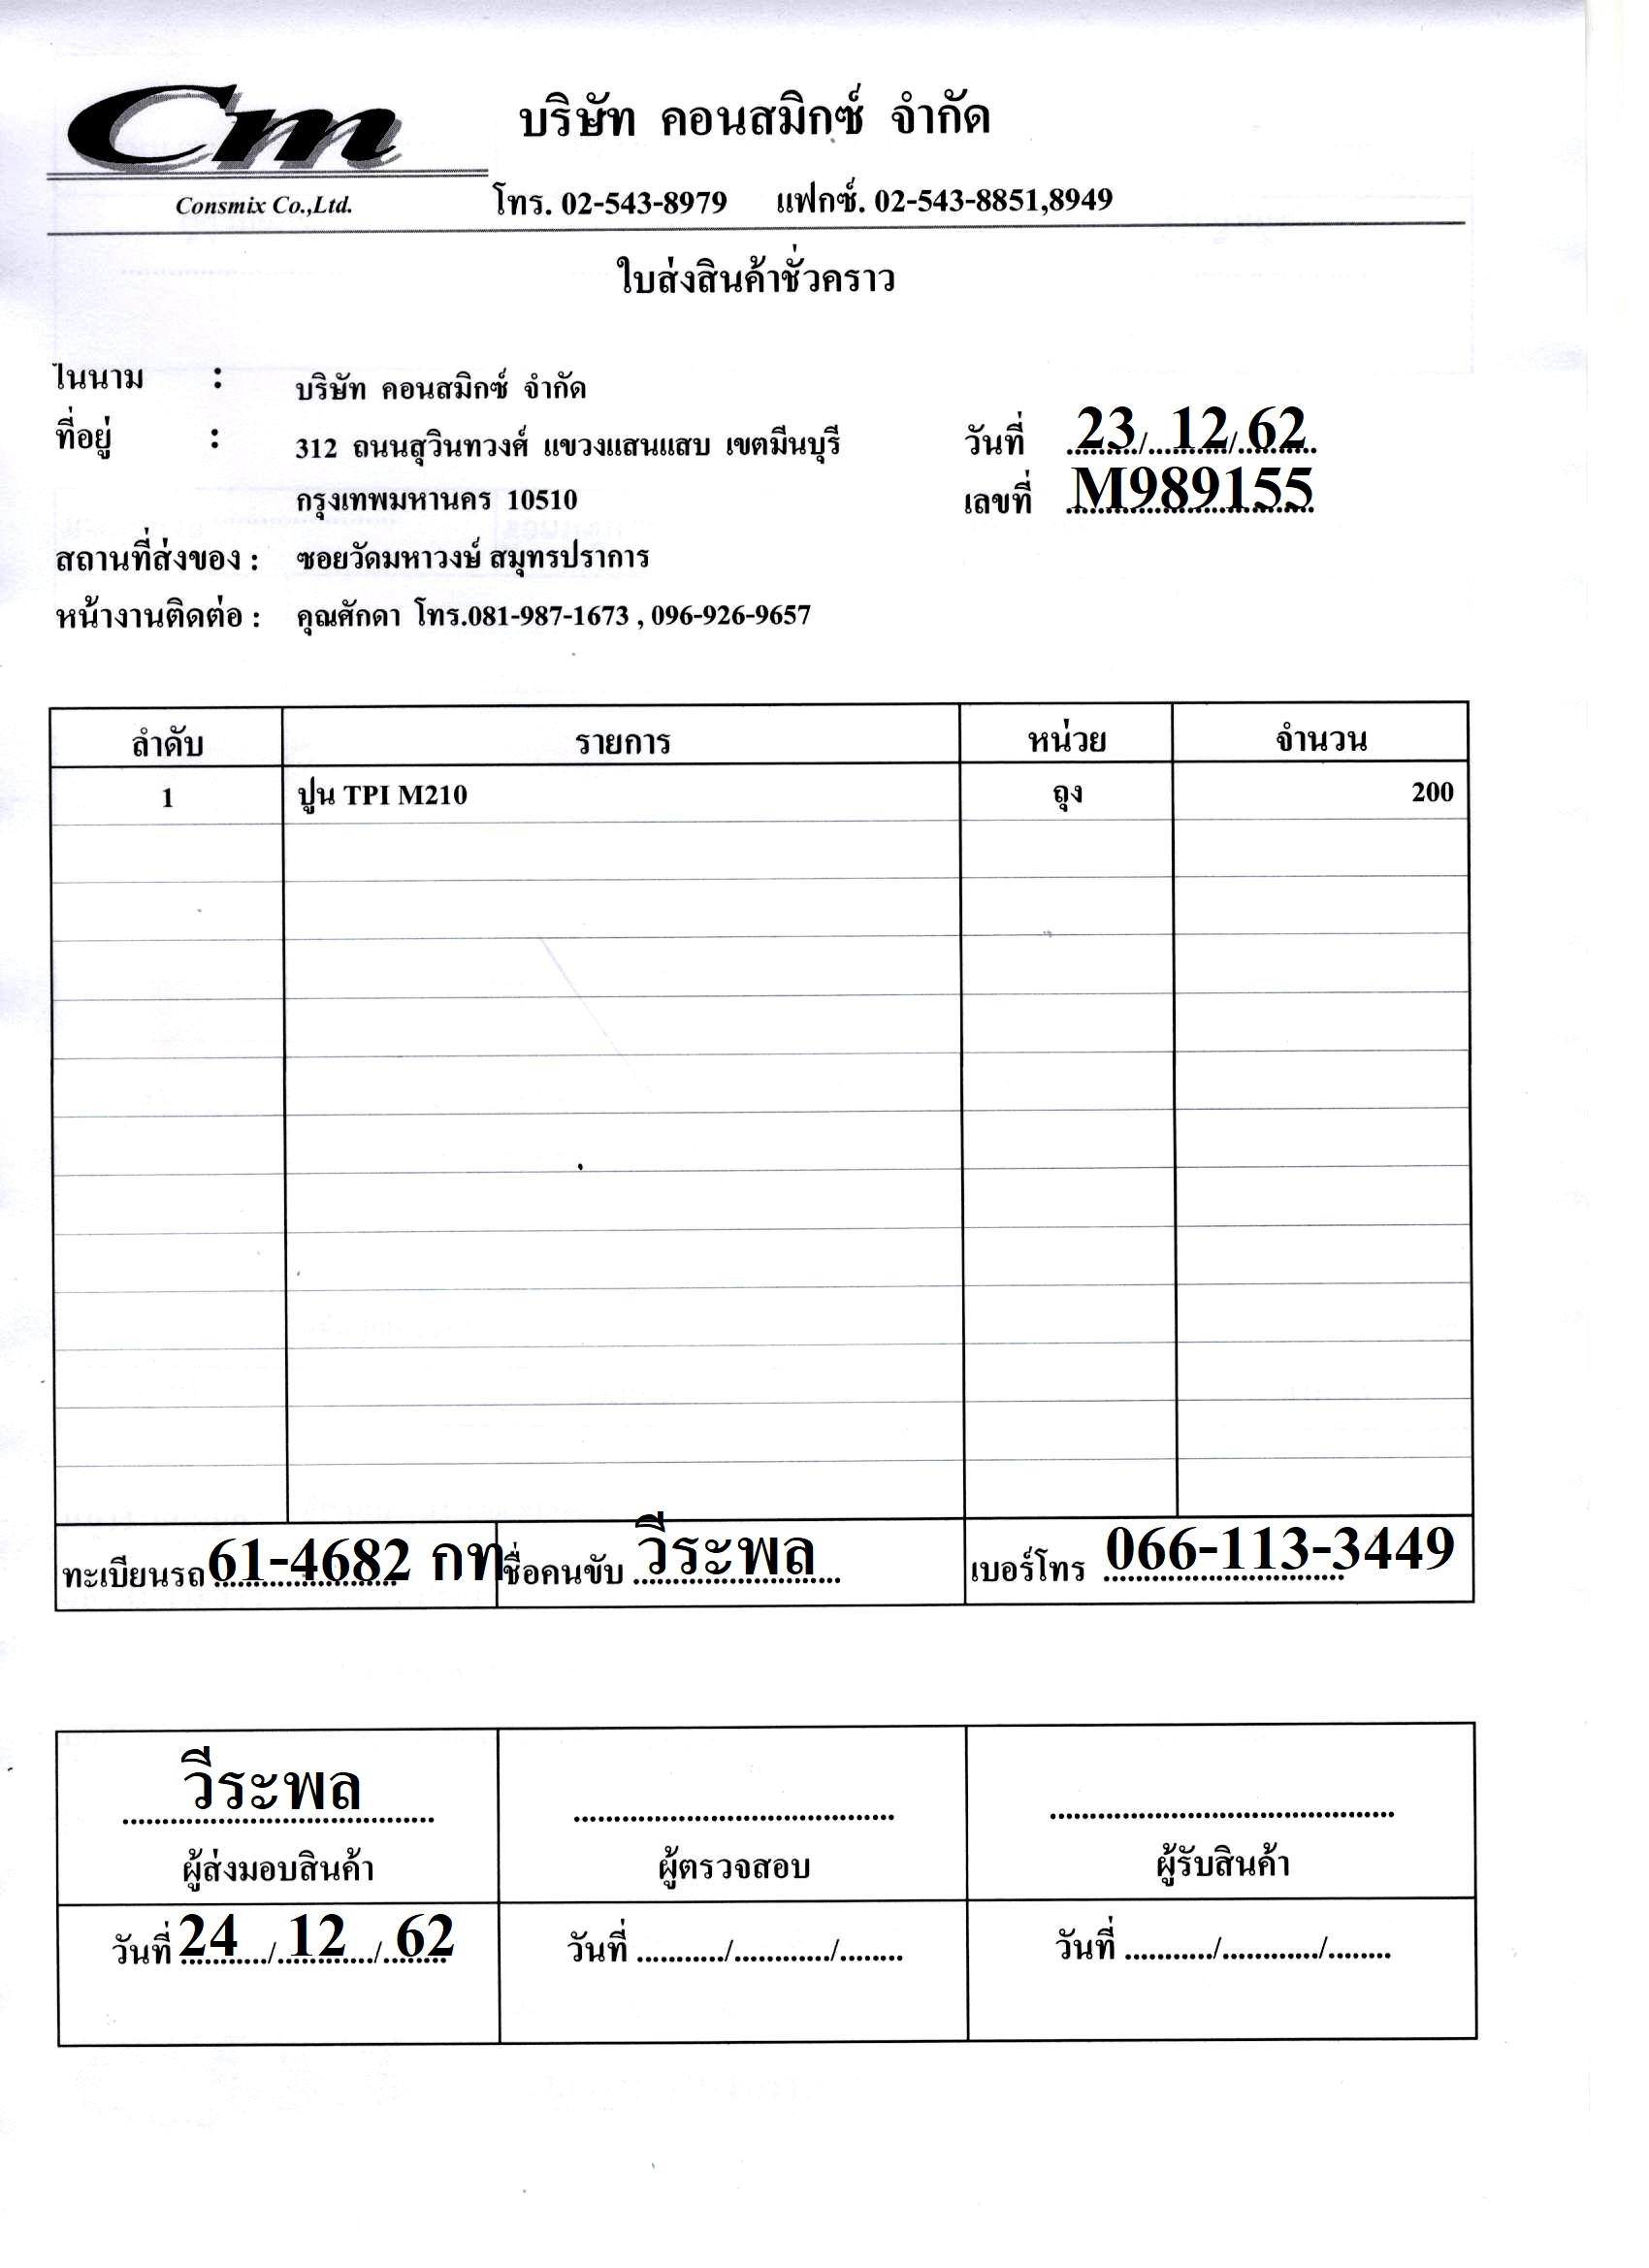 Cm
บริษัท คอนสมิกซ์ จำกัด
Consmix Co.,Ltd.
โทร. 02-543-8979 แฟกซ์. 02-543-8851,8949
ใบส่งสินค้าชั่วคราว
ในนาม : บริษัท คอนสมิกซ์ จำกัด
ที่อยู่ : 312 ถนนสุวินทวงศ์ แขวงแสนแสบ เขตมีนบุรี วันที่ 23/ 12/ 62
กรุงเทพมหานคร 10510 เลขที่ M989155
สถานที่ส่งของ : ซอยวัดมหาวงษ์ สมุทรปราการ
หน้างานติดต่อ : คุณศักดา โทร.081-987-1673 , 096-926-9657
ลำดับ รายการ หน่วย จำนวน
1 ปูน TPI M210 ถุง 200
ทะเบียนรถ 61-4682 กท ชื่อคนขับ วีระพล เบอร์โทร 066-113-3449
วีระพล
ผู้ส่งมอบสินค้า ผู้ตรวจสอบ ผู้รับสินค้า
วันที่ 24 / 12 / 62 วันที่ .........../............/........ วันที่ .........../............/........